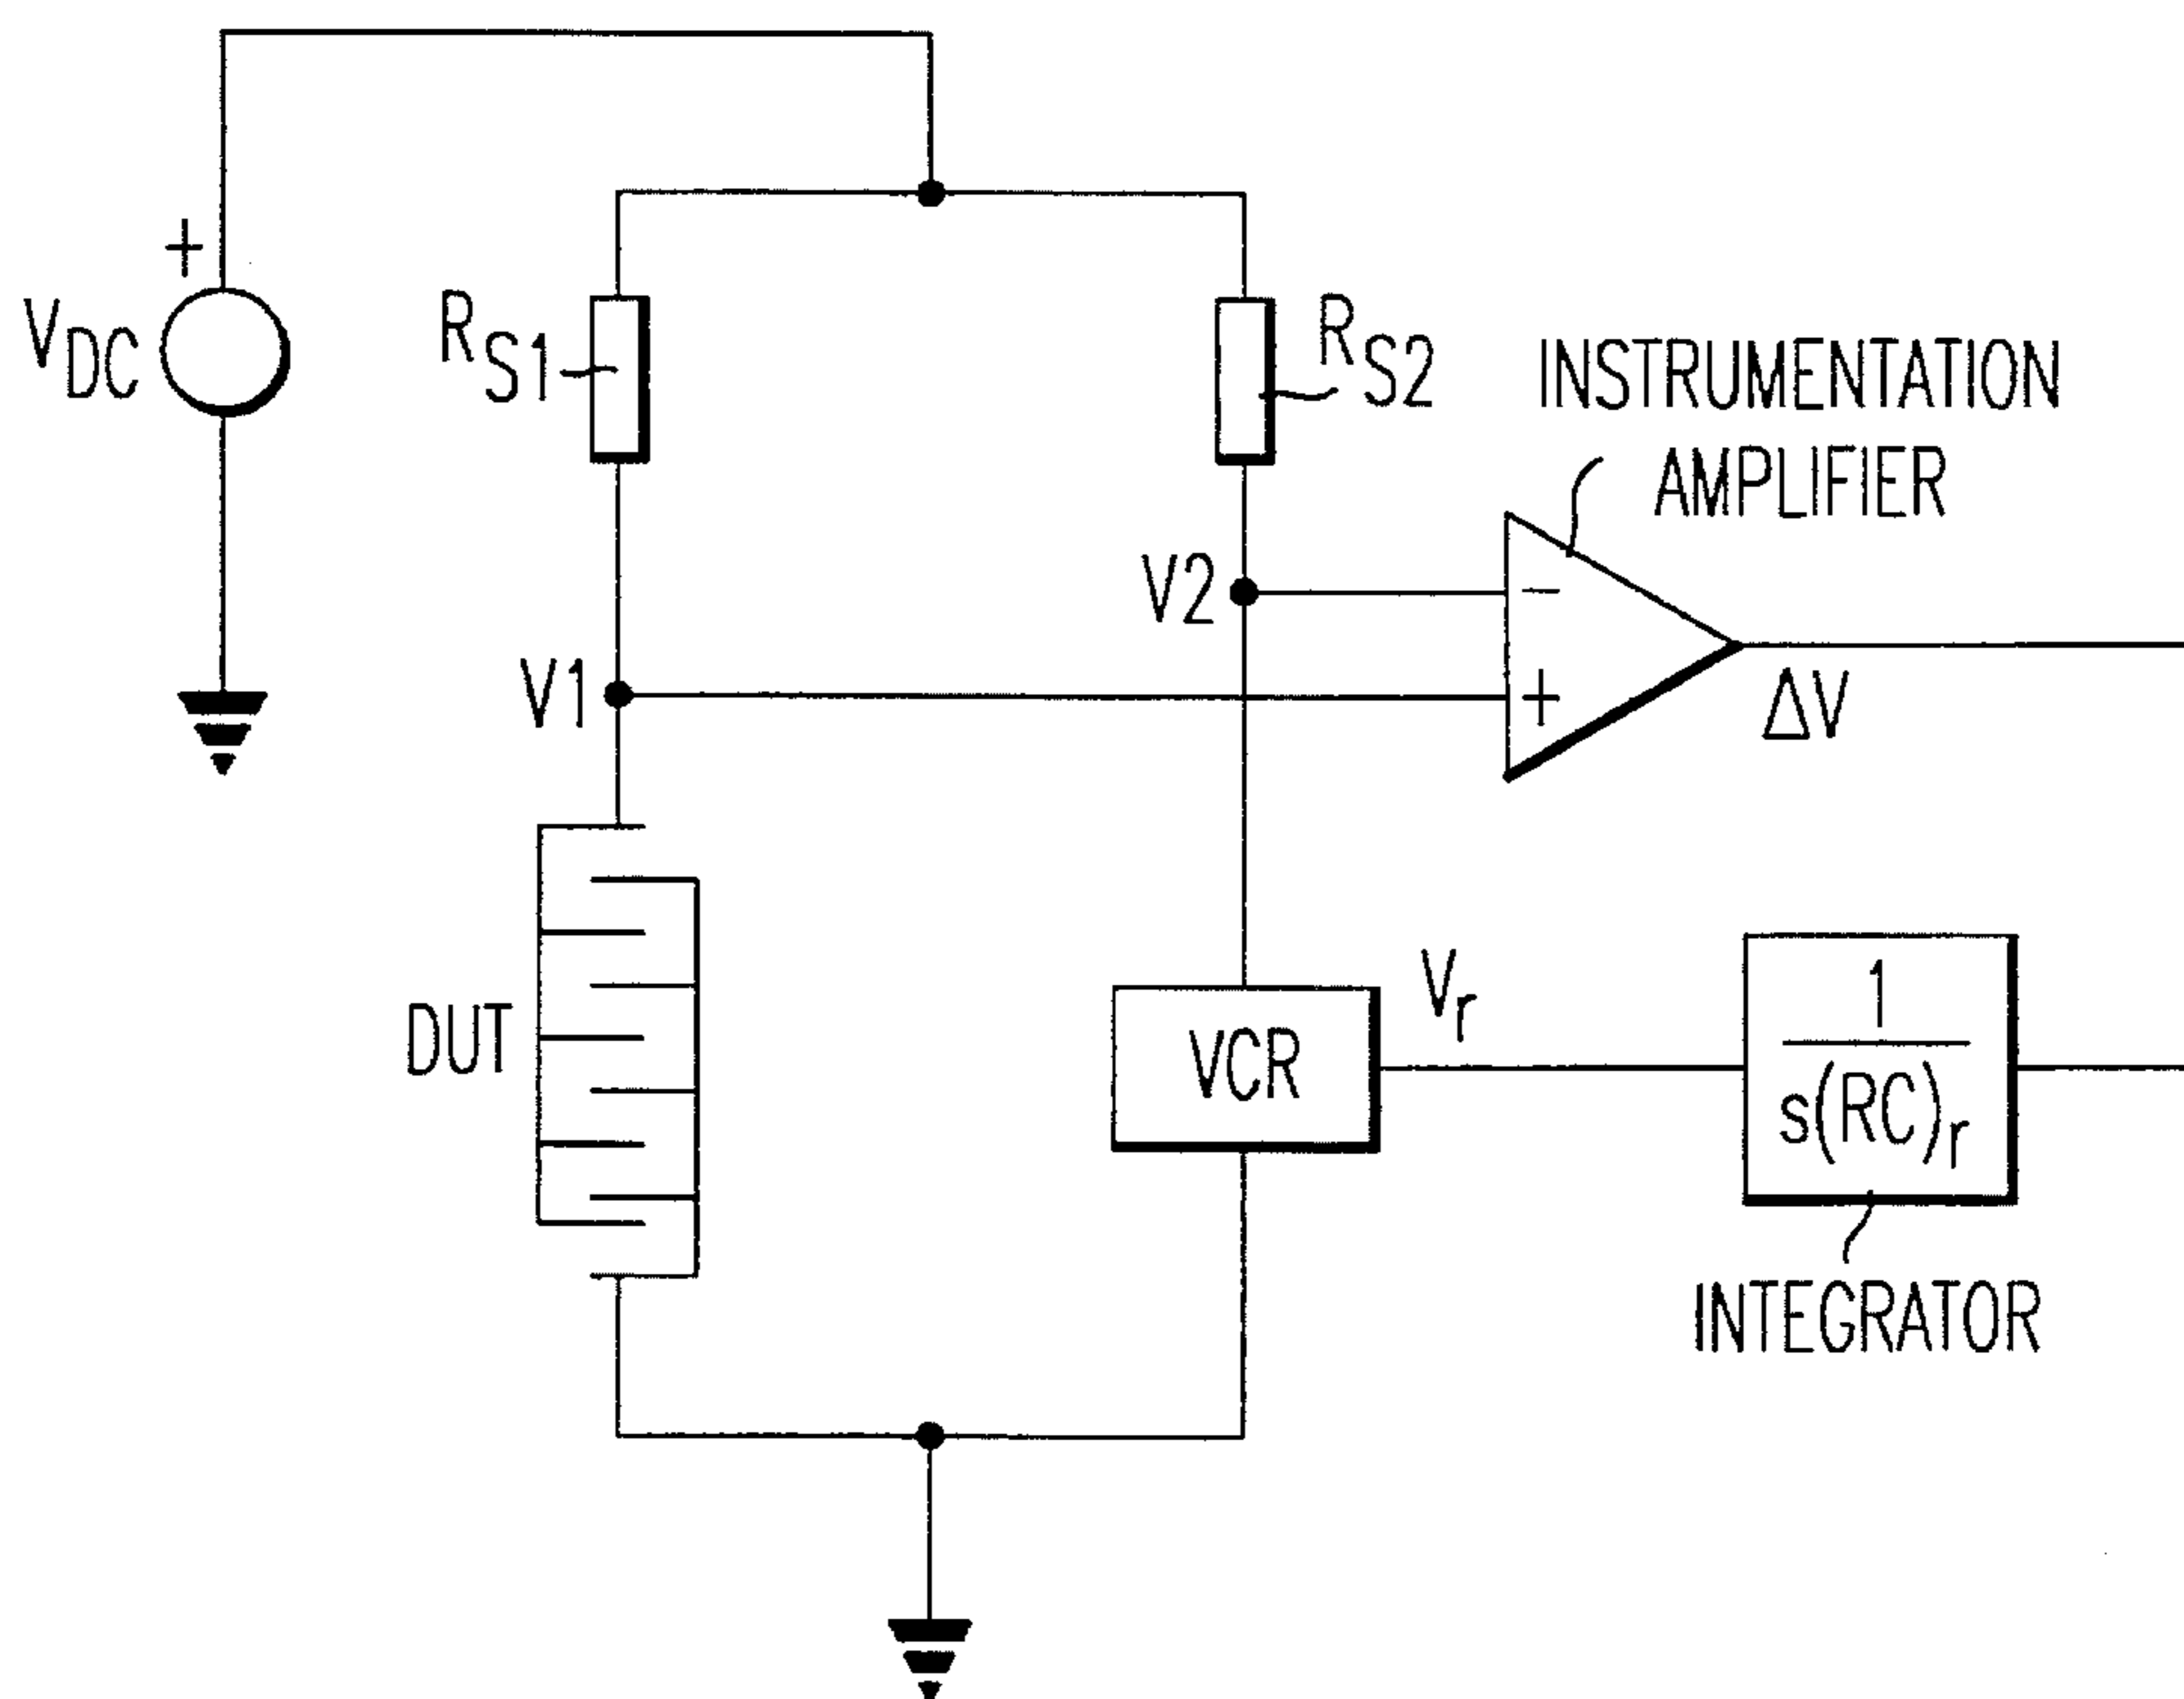 +
V_DC
R_S1
R_S2
INSTRUMENTATION
AMPLIFIER
V2
−
V1
+
ΔV
DUT
VCR
V_r
1
s(RC)_r
INTEGRATOR